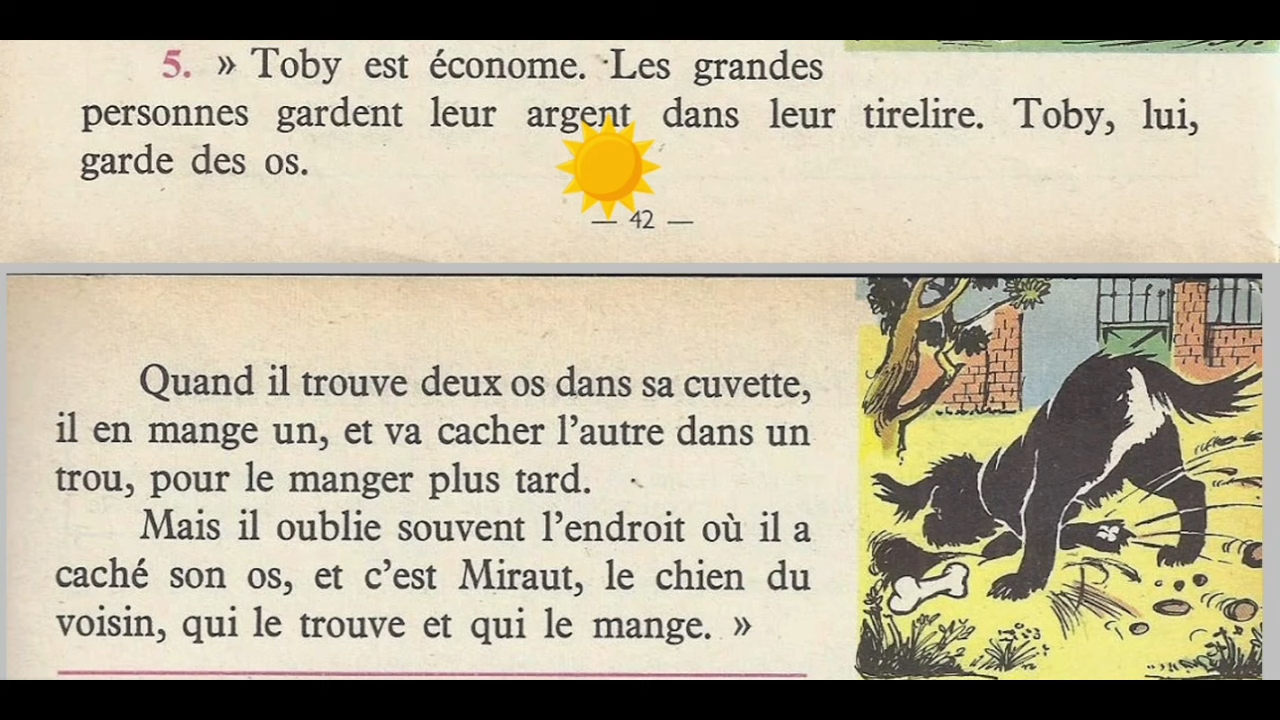 5. » Toby est économe. Les grandes
personnes gardent leur argent dans leur tirelire. Toby, lui,
garde des os.
— 42 —
Quand il trouve deux os dans sa cuvette,
il en mange un, et va cacher l'autre dans un
trou, pour le manger plus tard.
Mais il oublie souvent l'endroit où il a
caché son os, et c'est Miraut, le chien du
voisin, qui le trouve et qui le mange. »